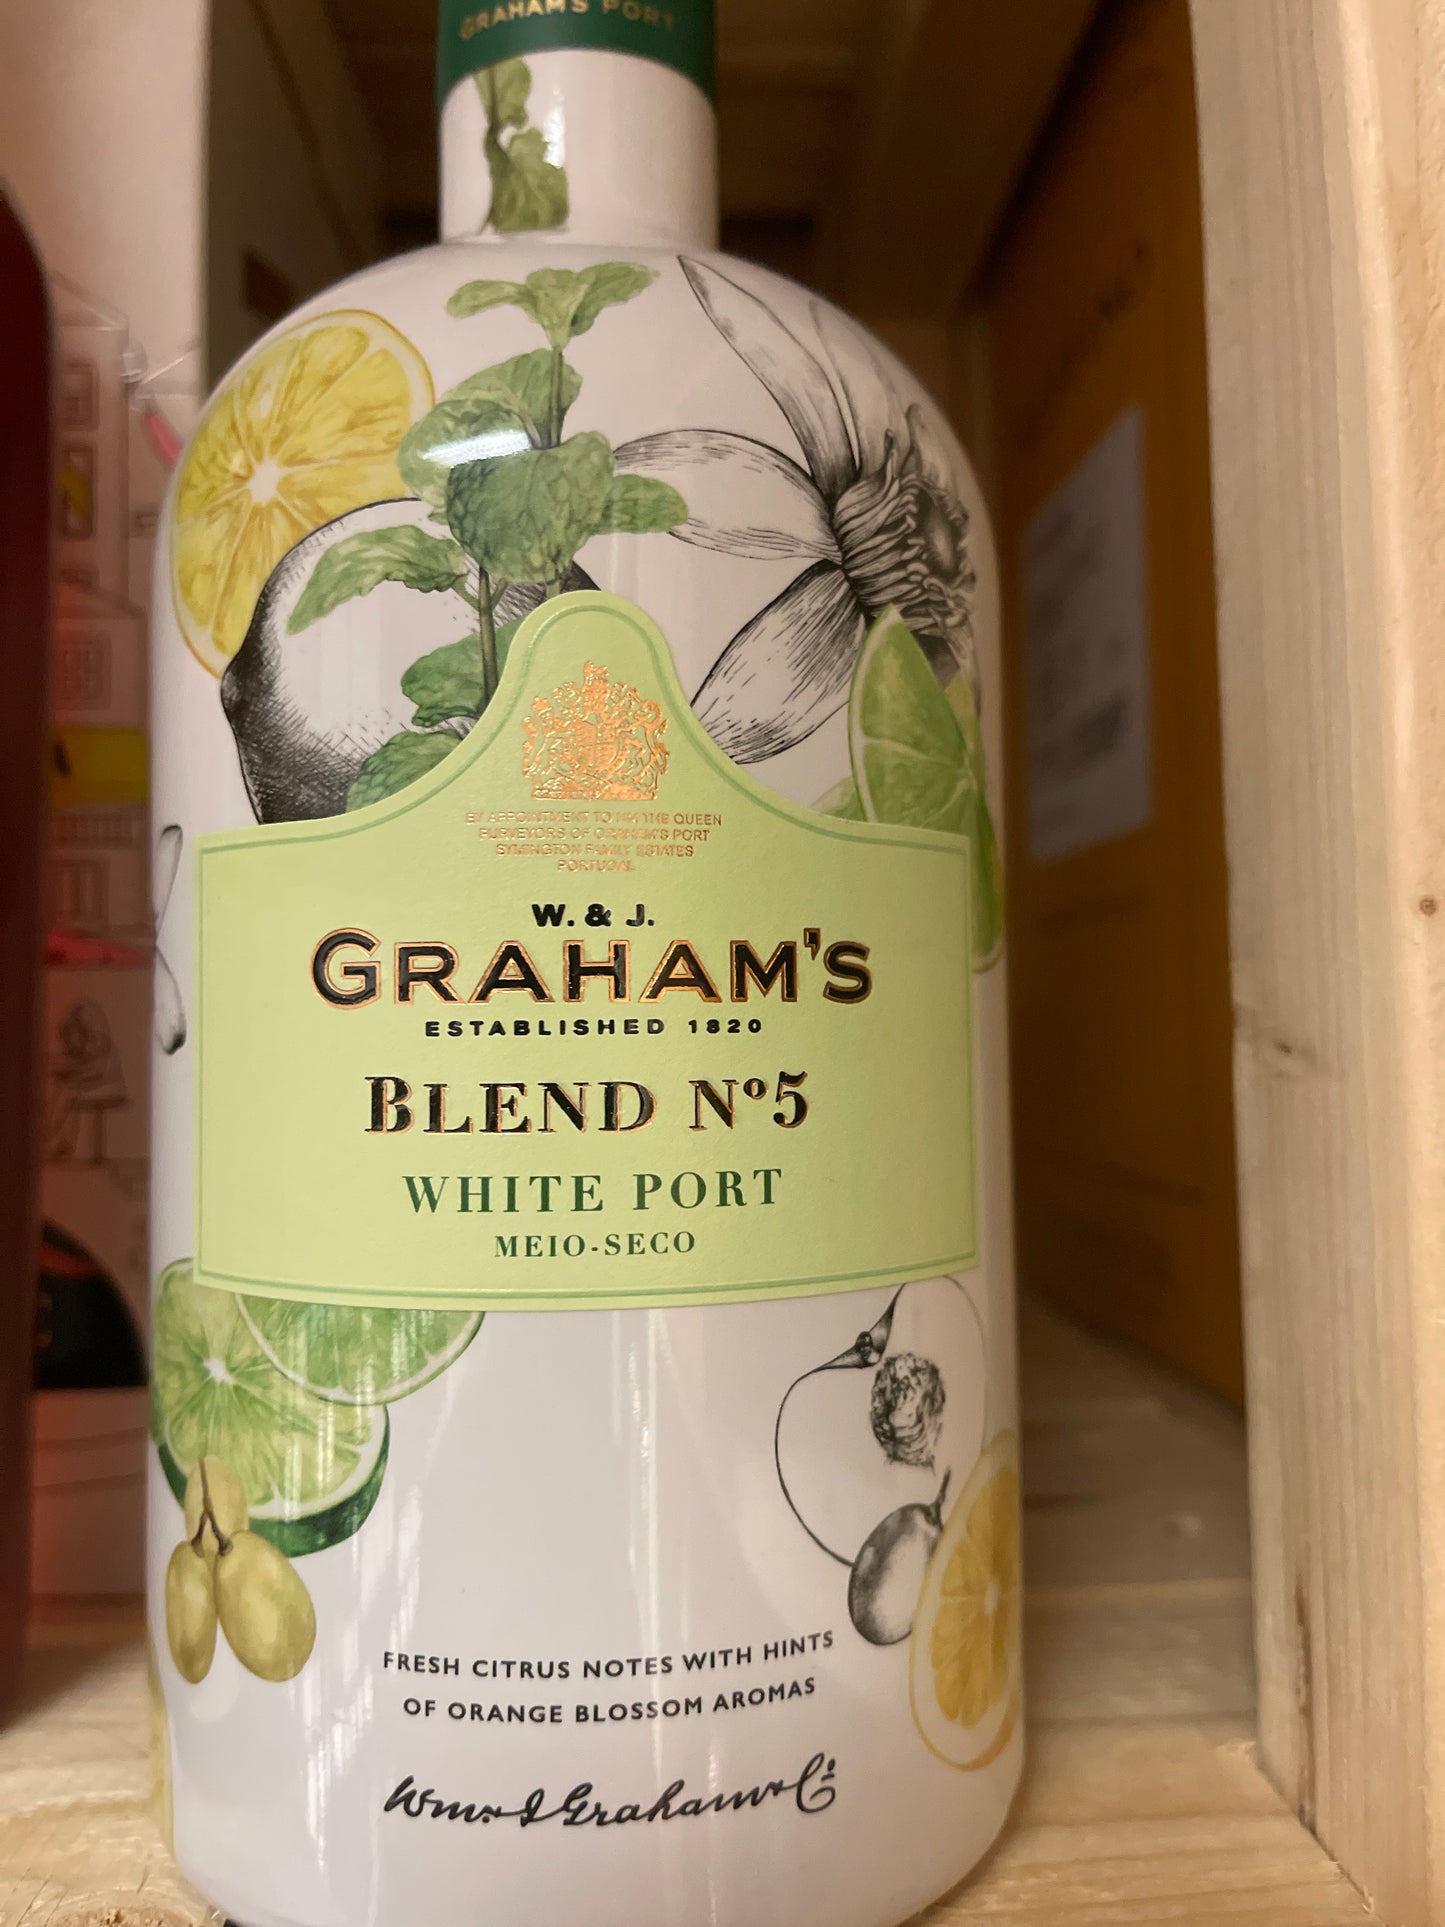 GRAHAM'S PORT
BY APPOINTMENT TO HM THE QUEEN
PURVEYORS OF GRAHAM'S PORT
SYMINGTON FAMILY ESTATES
PORTUGAL
W. & J.
GRAHAM'S
ESTABLISHED 1820
BLEND Nº5
WHITE PORT
MEIO-SECO
FRESH CITRUS NOTES WITH HINTS
OF ORANGE BLOSSOM AROMAS
Wm. & J Graham & Cº